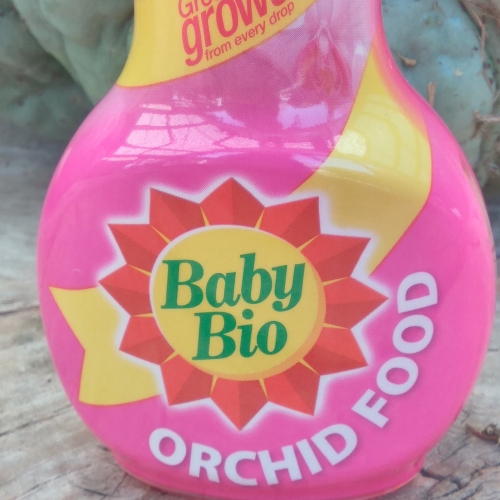 from every drop
Baby
Bio
ORCHID FOOD